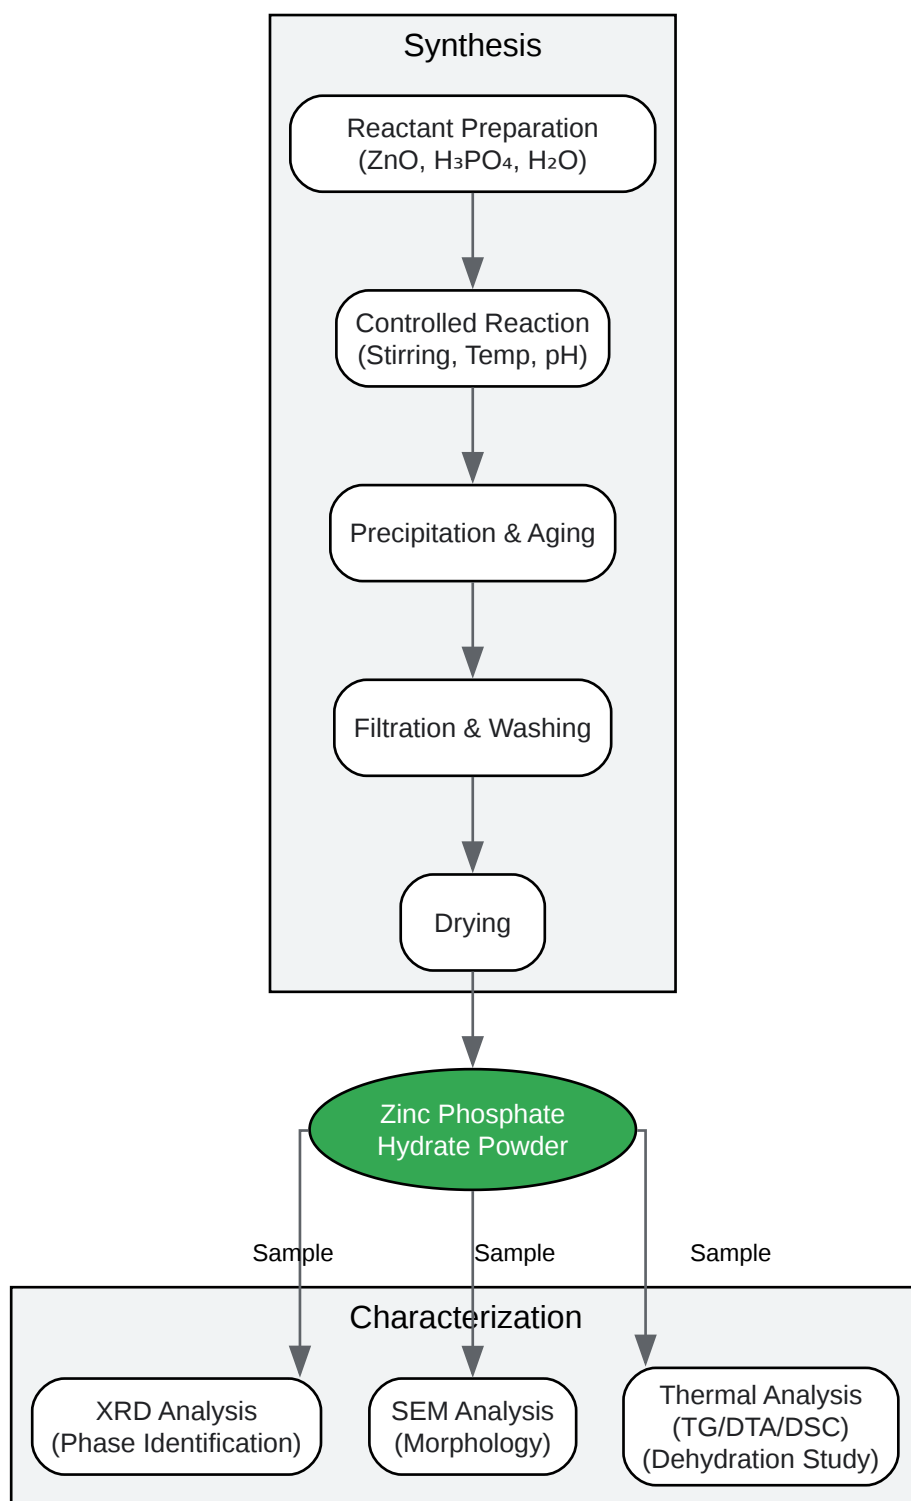 Synthesis
Reactant Preparation
(ZnO, H₃PO₄, H₂O)
Controlled Reaction
(Stirring, Temp, pH)
Precipitation & Aging
Filtration & Washing
Drying
Zinc Phosphate
Hydrate Powder
Sample
Sample
Sample
Characterization
XRD Analysis
(Phase Identification)
SEM Analysis
(Morphology)
Thermal Analysis
(TG/DTA/DSC)
(Dehydration Study)